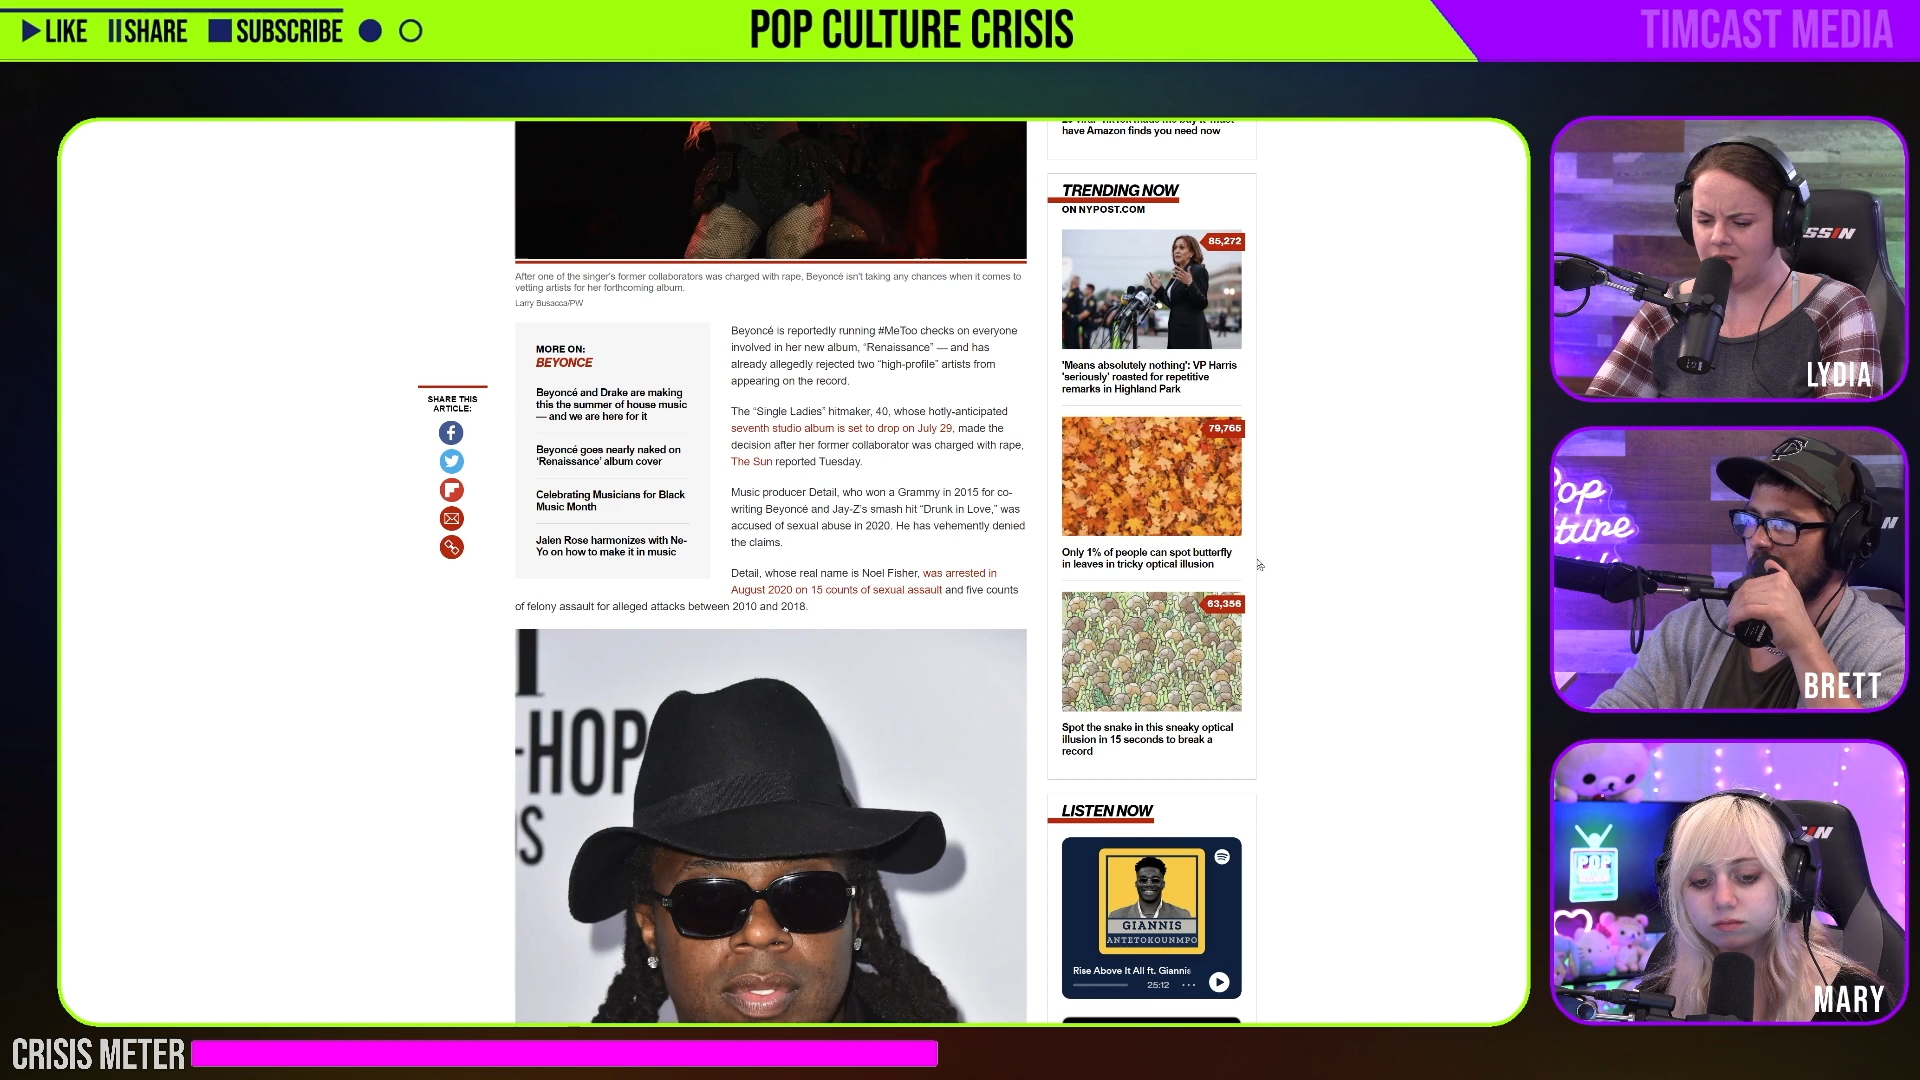 LIKE SHARE SUBSCRIBE
POP CULTURE CRISIS
TIMCAST MEDIA
After one of the singer's former collaborators was charged with rape, Beyoncé isn't taking any chances when it comes to
vetting artists for her forthcoming album.
Larry Busacca/PW
SHARE THIS
ARTICLE:
MORE ON:
BEYONCE
Beyoncé and Drake are making
this the summer of house music
— and we are here for it
Beyoncé goes nearly naked on
'Renaissance' album cover
Celebrating Musicians for Black
Music Month
Jalen Rose harmonizes with Ne-
Yo on how to make it in music
Beyoncé is reportedly running #MeToo checks on everyone
involved in her new album, “Renaissance” — and has
already allegedly rejected two “high-profile” artists from
appearing on the record.
The “Single Ladies” hitmaker, 40, whose hotly-anticipated
seventh studio album is set to drop on July 29, made the
decision after her former collaborator was charged with rape,
The Sun reported Tuesday.
Music producer Detail, who won a Grammy in 2015 for co-
writing Beyoncé and Jay-Z’s smash hit “Drunk in Love,” was
accused of sexual abuse in 2020. He has vehemently denied
the claims.
Detail, whose real name is Noel Fisher, was arrested in
August 2020 on 15 counts of sexual assault and five counts
of felony assault for alleged attacks between 2010 and 2018.
-HOP
S
have Amazon finds you need now
TRENDING NOW
ON NYPOST.COM
85,272
'Means absolutely nothing': VP Harris
'seriously' roasted for repetitive
remarks in Highland Park
79,765
Only 1% of people can spot butterfly
in leaves in tricky optical illusion
63,356
Spot the snake in this sneaky optical
illusion in 15 seconds to break a
record
LISTEN NOW
GIANNIS
ANTETOKOUNMPO
Rise Above It All ft. Giannis
25:12
SSIN
LYDIA
Pop
ture
N
BRETT
POP
IN
MARY
CRISIS METER